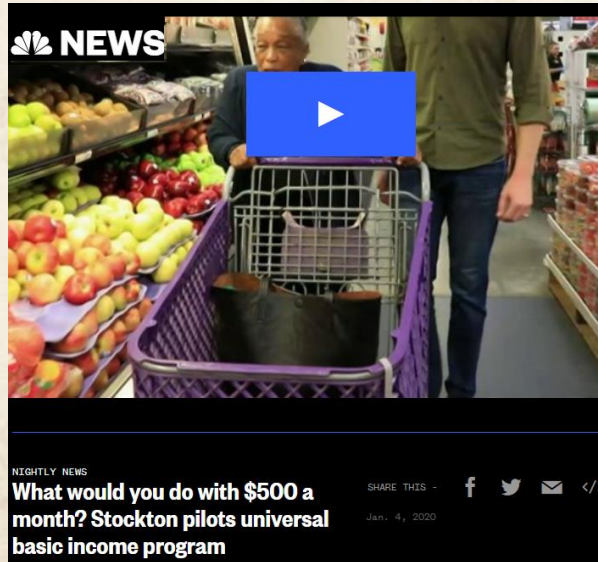 NEWS
NIGHTLY NEWS
What would you do with $500 a
month? Stockton pilots universal
basic income program
SHARE THIS -
Jan. 4, 2020